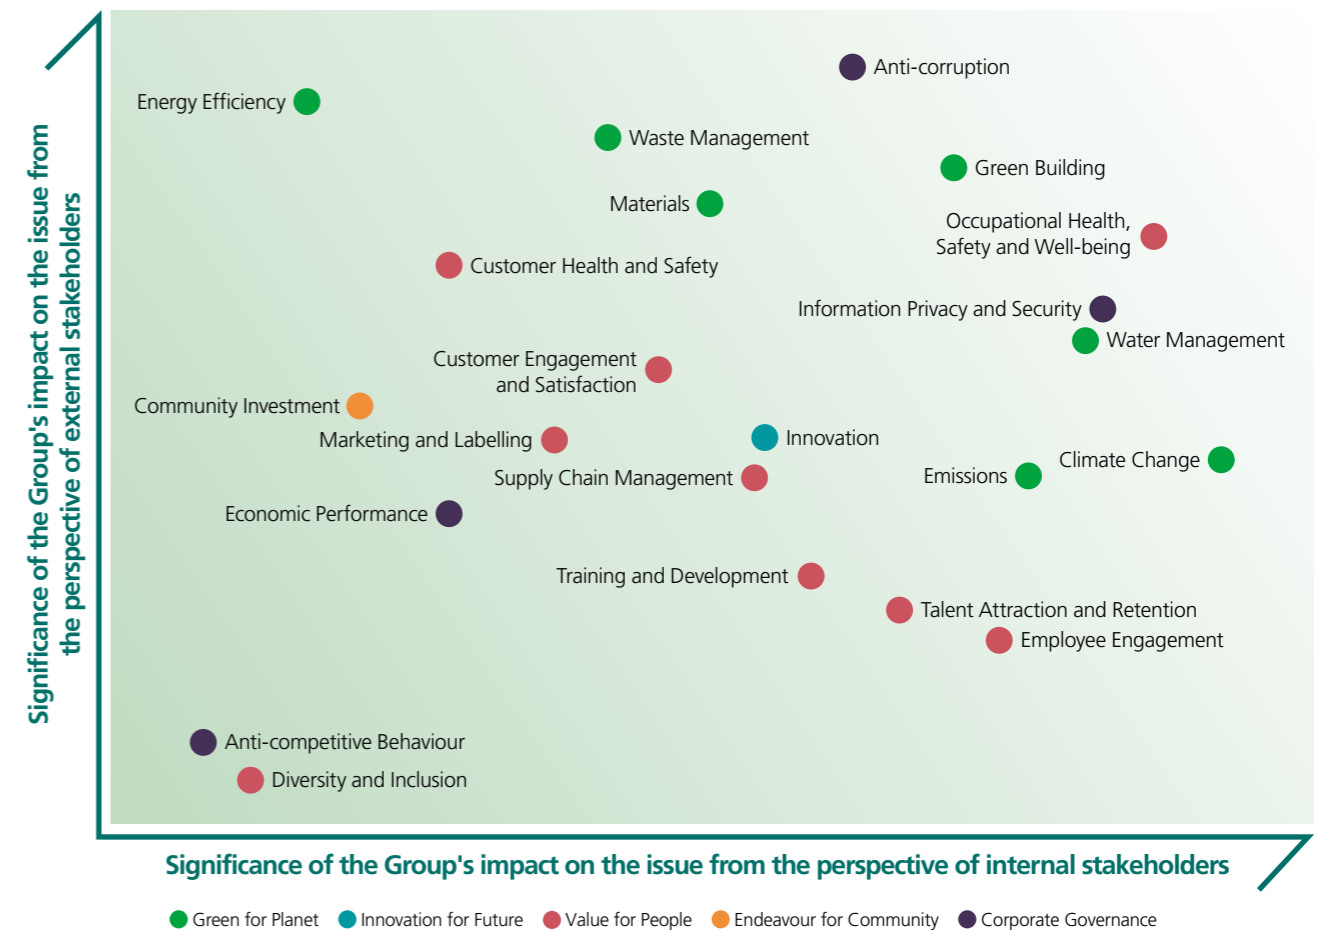 Significance of the Group's impact on the issue from
the perspective of external stakeholders
Anti-corruption
Energy Efficiency
Waste Management
Green Building
Materials
Occupational Health,
Safety and Well-being
Customer Health and Safety
Information Privacy and Security
Water Management
Customer Engagement
and Satisfaction
Community Investment
Marketing and Labelling
Innovation
Climate Change
Supply Chain Management
Emissions
Economic Performance
Training and Development
Talent Attraction and Retention
Employee Engagement
Anti-competitive Behaviour
Diversity and Inclusion
Significance of the Group's impact on the issue from the perspective of internal stakeholders
Green for Planet Innovation for Future Value for People Endeavour for Community Corporate Governance